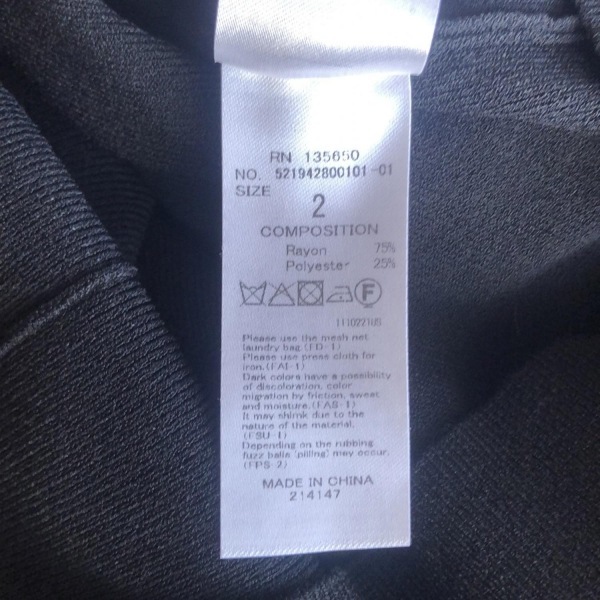 RN 135650
NO. 521942800101-01
SIZE
2
COMPOSITION
Rayon 75%
Polyester 25%
F
1110221US
Please use the mesh net
laundry bag.(FD-1)
Please use press cloth for
iron.(FAI-1)
Dark colors have a possibility
of discoloration, color
migration by friction, sweat
and moisture.(FAS-1)
It may shrink due to the
nature of the material.
(FSU-1)
Depending on the rubbing
fuzz balls (pilling) may occur.
(FPS-2)
MADE IN CHINA
214147